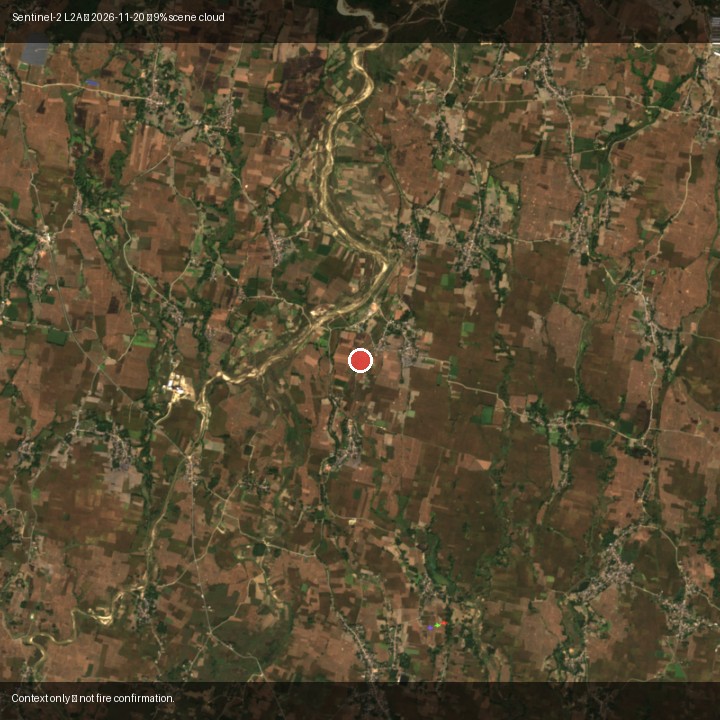 Sentinel-2 L2A▯2026-11-20▯9% scene cloud
Context only▯not fire confirmation.